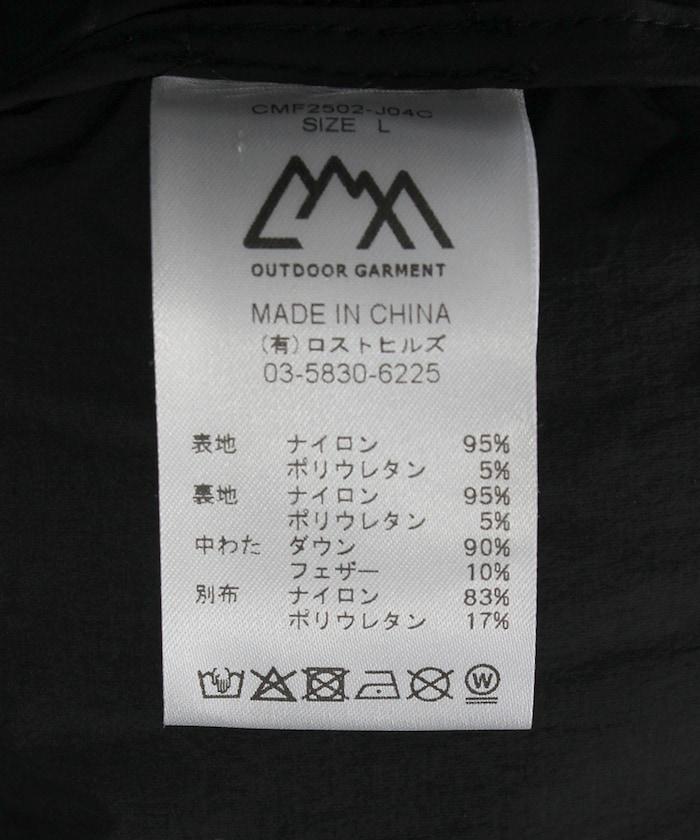 CMF2502-J04C
SIZE L
OUTDOOR GARMENT
MADE IN CHINA
(有)ロストヒルズ
03-5830-6225
表地 ナイロン 95%
ポリウレタン 5%
裏地 ナイロン 95%
ポリウレタン 5%
中わた ダウン 90%
フェザー 10%
別布 ナイロン 83%
ポリウレタン 17%
W